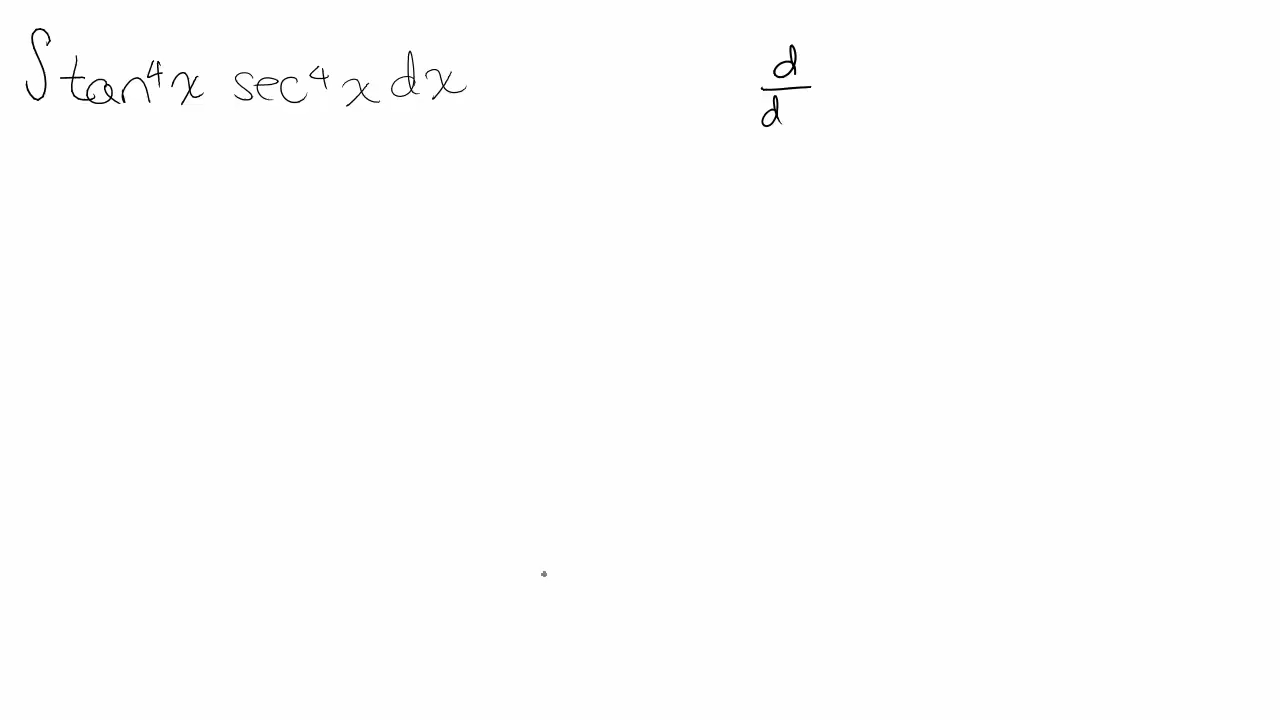 ∫ tan⁴x sec⁴x dx
d
d